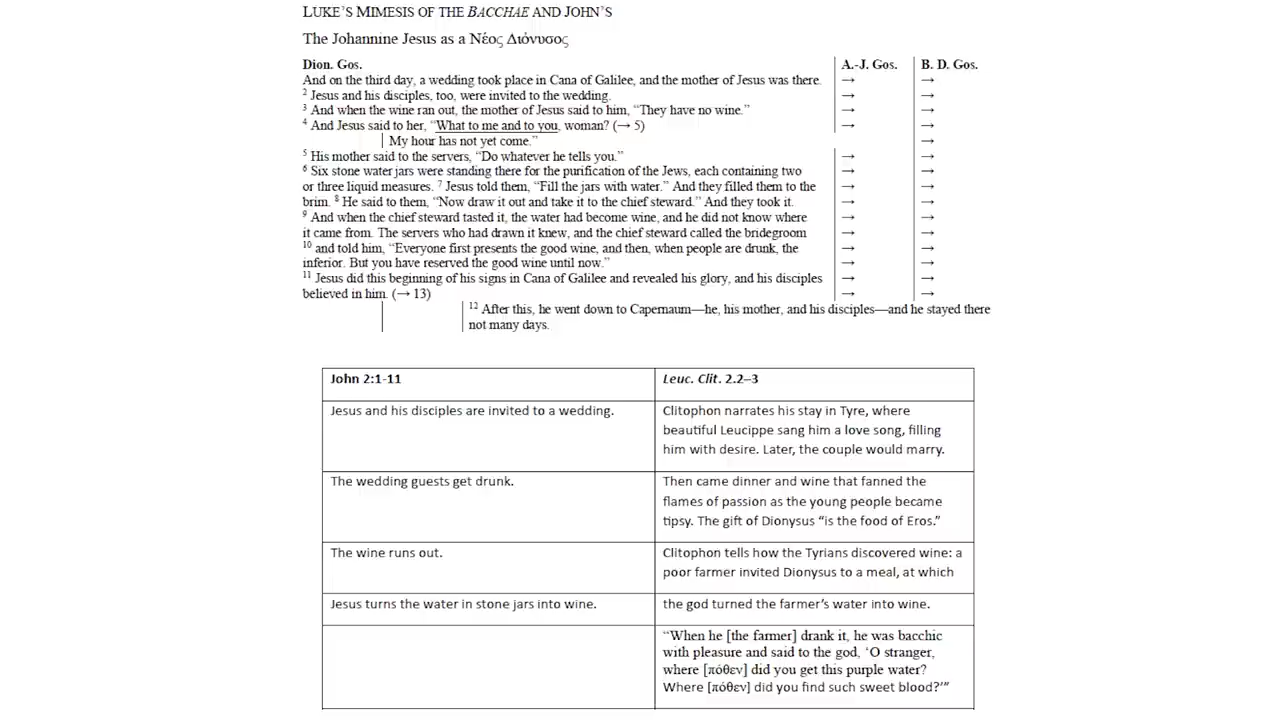 LUKE'S MIMESIS OF THE BACCHAE AND JOHN'S
The Johannine Jesus as a Νέος Διόνυσος
Dion. Gos. A.-J. Gos. B. D. Gos.
And on the third day, a wedding took place in Cana of Galilee, and the mother of Jesus was there. → →
2 Jesus and his disciples, too, were invited to the wedding. → →
3 And when the wine ran out, the mother of Jesus said to him, “They have no wine.” → →
4 And Jesus said to her, “What to me and to you, woman? (→ 5) → →
My hour has not yet come.” →
5 His mother said to the servers, “Do whatever he tells you.” → →
6 Six stone water jars were standing there for the purification of the Jews, each containing two → →
or three liquid measures. 7 Jesus told them, “Fill the jars with water.” And they filled them to the → →
brim. 8 He said to them, “Now draw it out and take it to the chief steward.” And they took it. → →
9 And when the chief steward tasted it, the water had become wine, and he did not know where → →
it came from. The servers who had drawn it knew, and the chief steward called the bridegroom → →
10 and told him, “Everyone first presents the good wine, and then, when people are drunk, the → →
inferior. But you have reserved the good wine until now.” → →
11 Jesus did this beginning of his signs in Cana of Galilee and revealed his glory, and his disciples → →
believed in him. (→ 13) → →
12 After this, he went down to Capernaum—he, his mother, and his disciples—and he stayed there
not many days.
John 2:1-11 Leuc. Clit. 2.2–3
Jesus and his disciples are invited to a wedding. Clitophon narrates his stay in Tyre, where
beautiful Leucippe sang him a love song, filling
him with desire. Later, the couple would marry.
The wedding guests get drunk. Then came dinner and wine that fanned the
flames of passion as the young people became
tipsy. The gift of Dionysus “is the food of Eros.”
The wine runs out. Clitophon tells how the Tyrians discovered wine: a
poor farmer invited Dionysus to a meal, at which
Jesus turns the water in stone jars into wine. the god turned the farmer’s water into wine.
“When he [the farmer] drank it, he was bacchic
with pleasure and said to the god, ‘O stranger,
where [πόθεν] did you get this purple water?
Where [πόθεν] did you find such sweet blood?’”